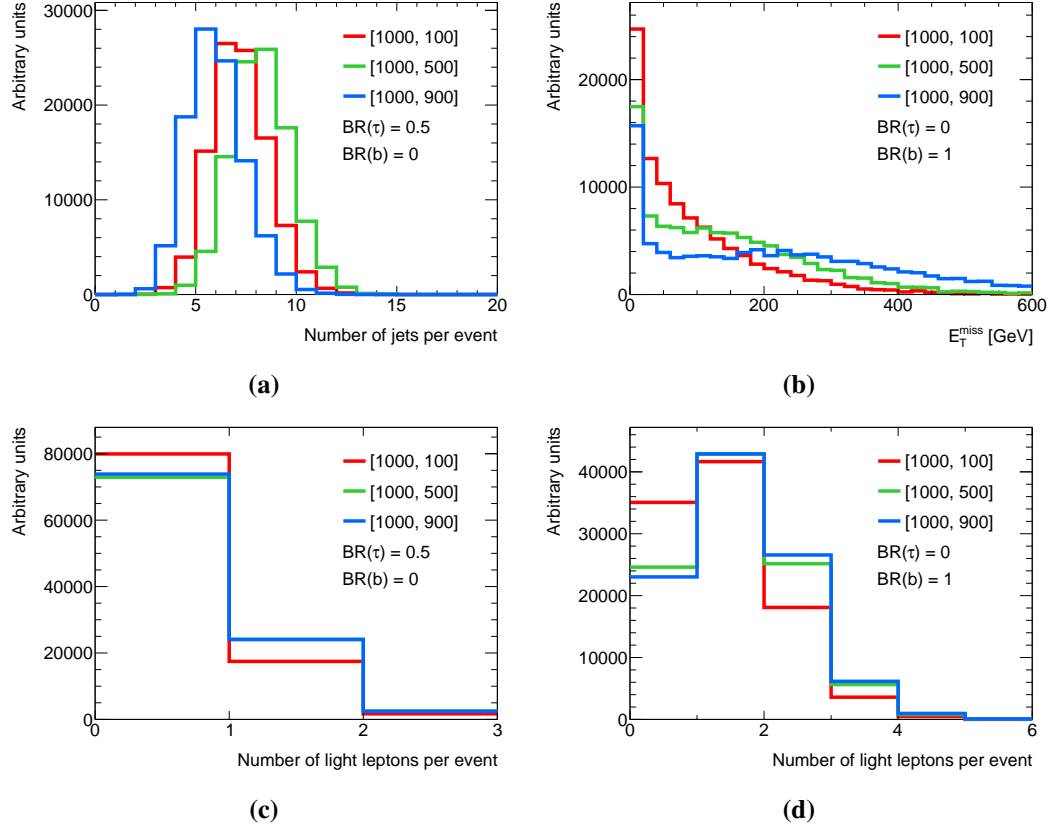 Arbitrary units
30000
20000
10000
0
[1000, 100]
[1000, 500]
[1000, 900]
BR(τ) = 0.5
BR(b) = 0
0 5 10 15 20
Number of jets per event
(a)
Arbitrary units
20000
10000
0
[1000, 100]
[1000, 500]
[1000, 900]
BR(τ) = 0
BR(b) = 1
0 200 400 600
E_T^miss [GeV]
(b)
Arbitrary units
80000
60000
40000
20000
0
[1000, 100]
[1000, 500]
[1000, 900]
BR(τ) = 0.5
BR(b) = 0
0 1 2 3
Number of light leptons per event
(c)
Arbitrary units
40000
20000
0
[1000, 100]
[1000, 500]
[1000, 900]
BR(τ) = 0
BR(b) = 1
0 2 4 6
Number of light leptons per event
(d)